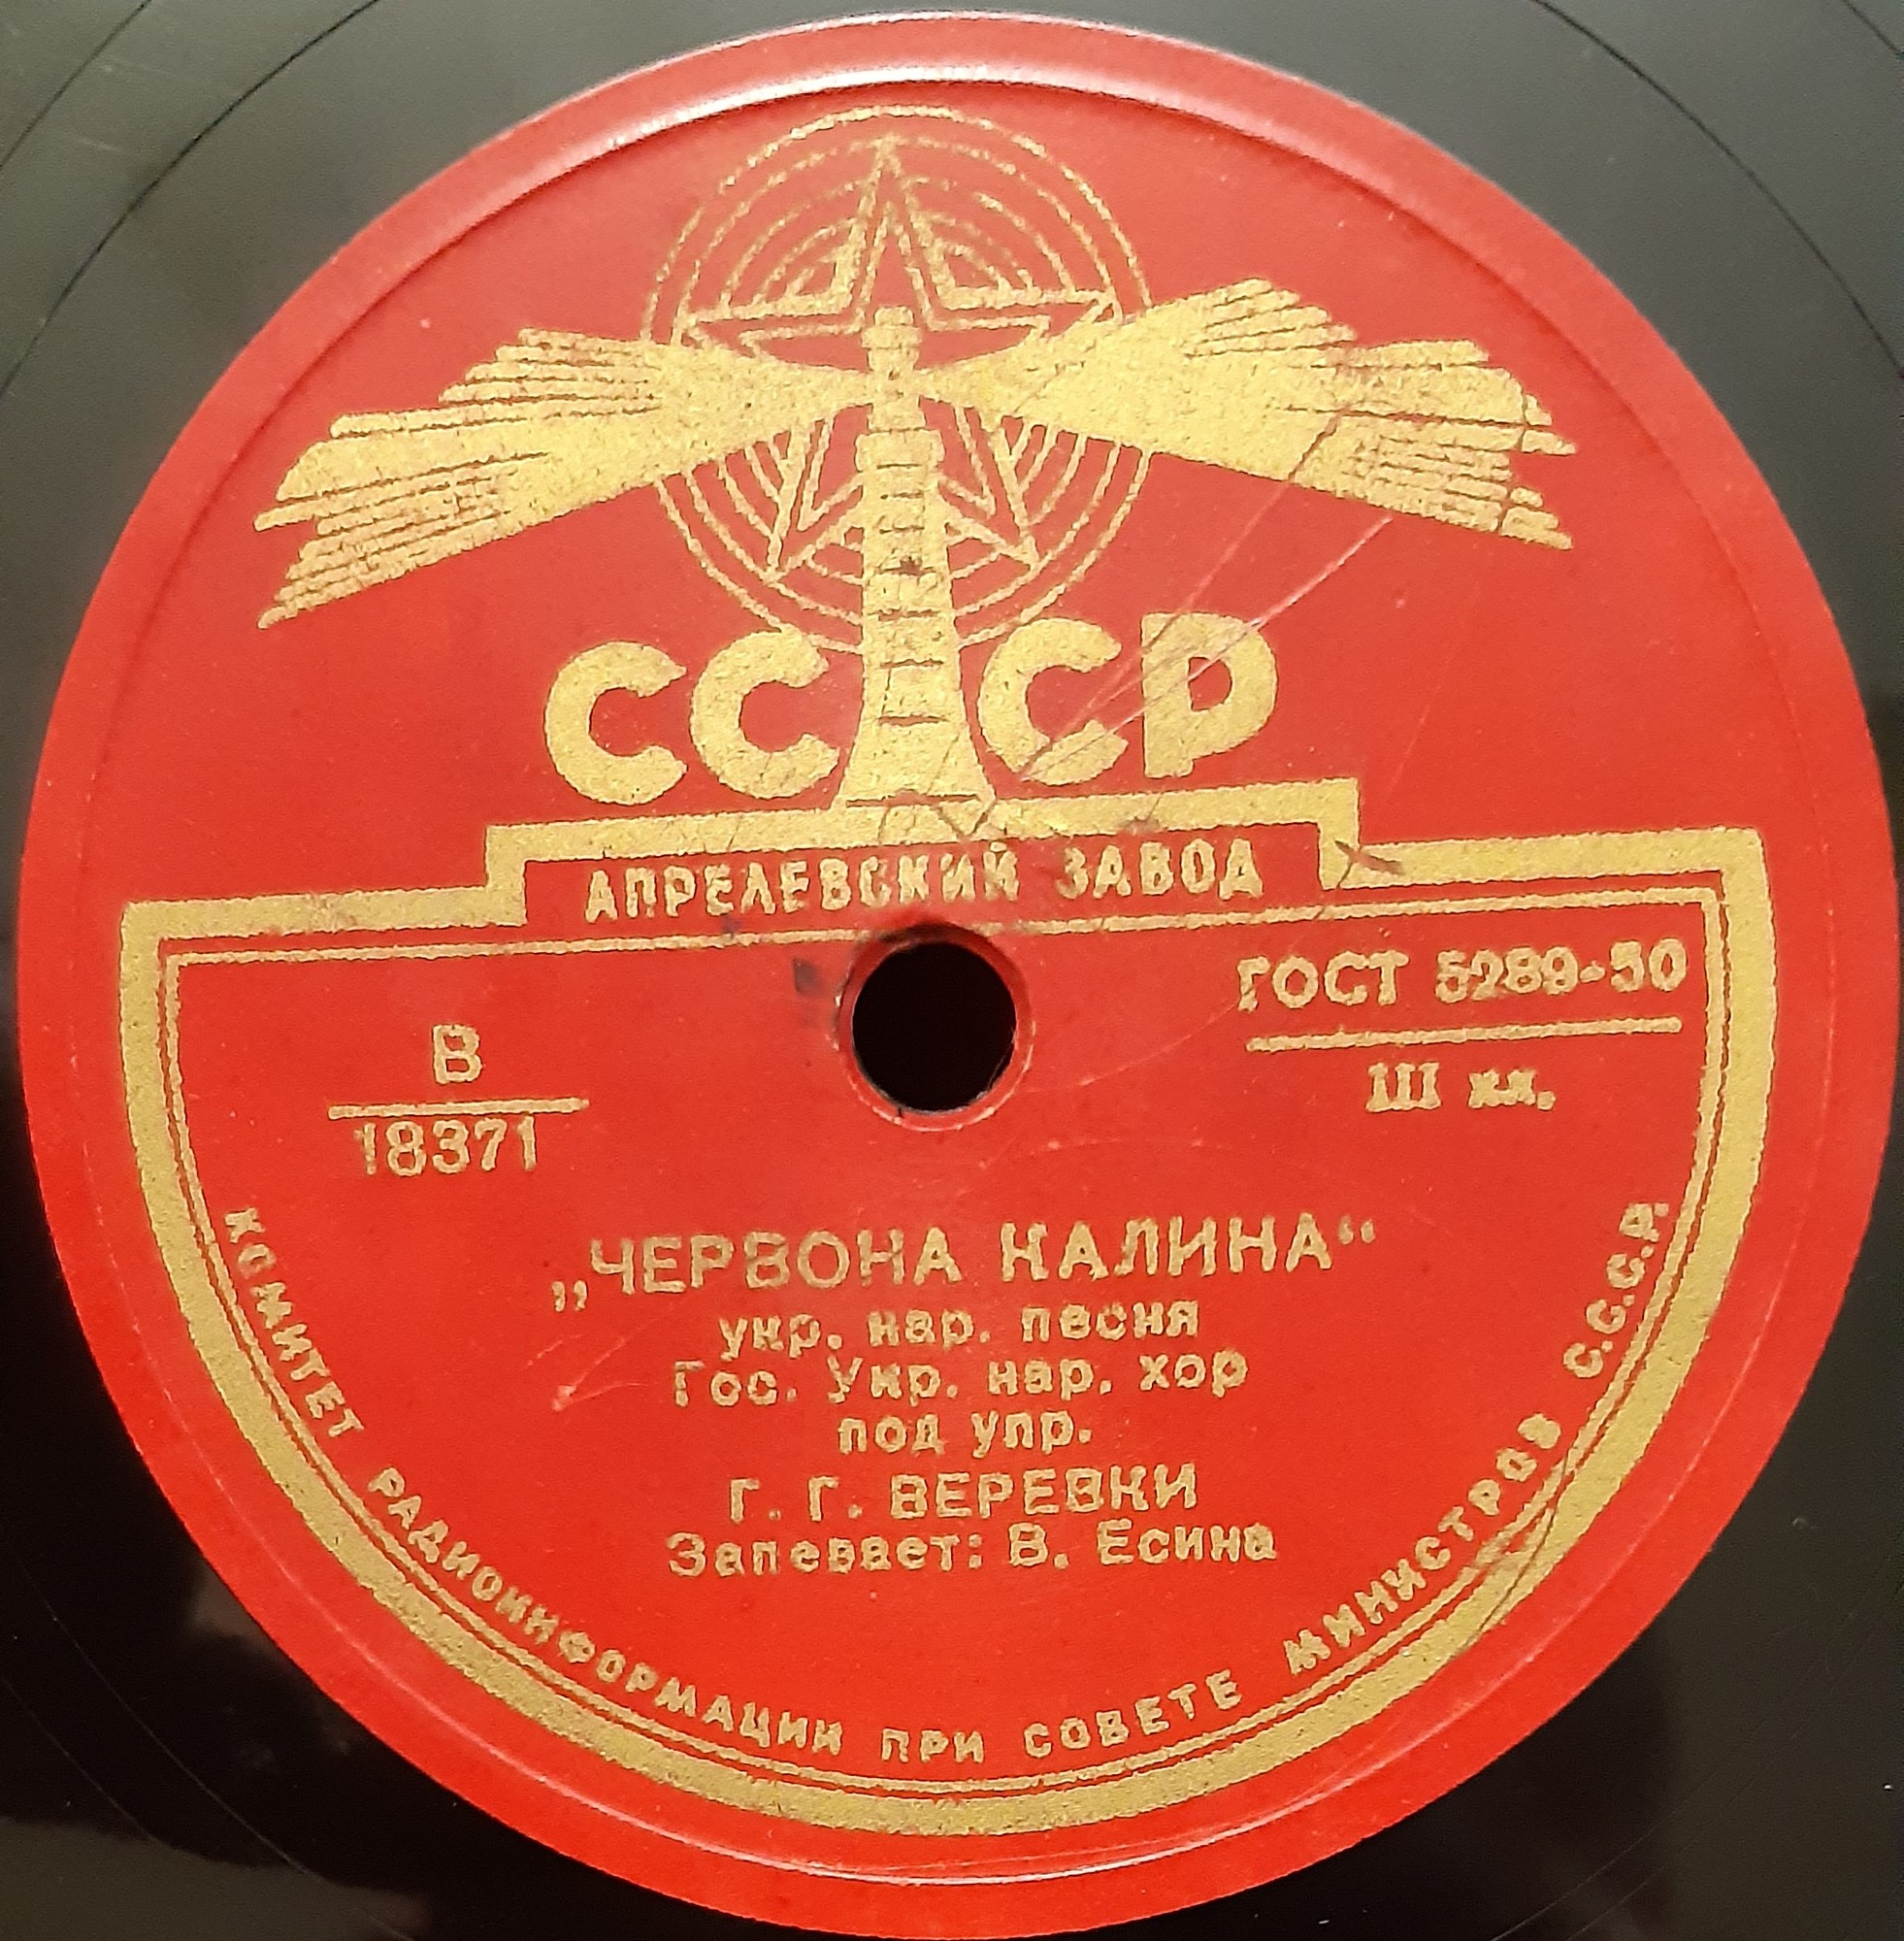 СССР
АПРЕЛЕВСКИЙ ЗАВОД
ГОСТ 5289-50
III кл.
В
18371
„ЧЕРВОНА КАЛИНА“
укр. нар. песня
Гос. Укр. нар. хор
под упр.
Г. Г. ВЕРЕВКИ
Запевает: В. Есина
КОМИТЕТ РАДИОИНФОРМАЦИИ ПРИ СОВЕТЕ МИНИСТРОВ С.С.С.Р.